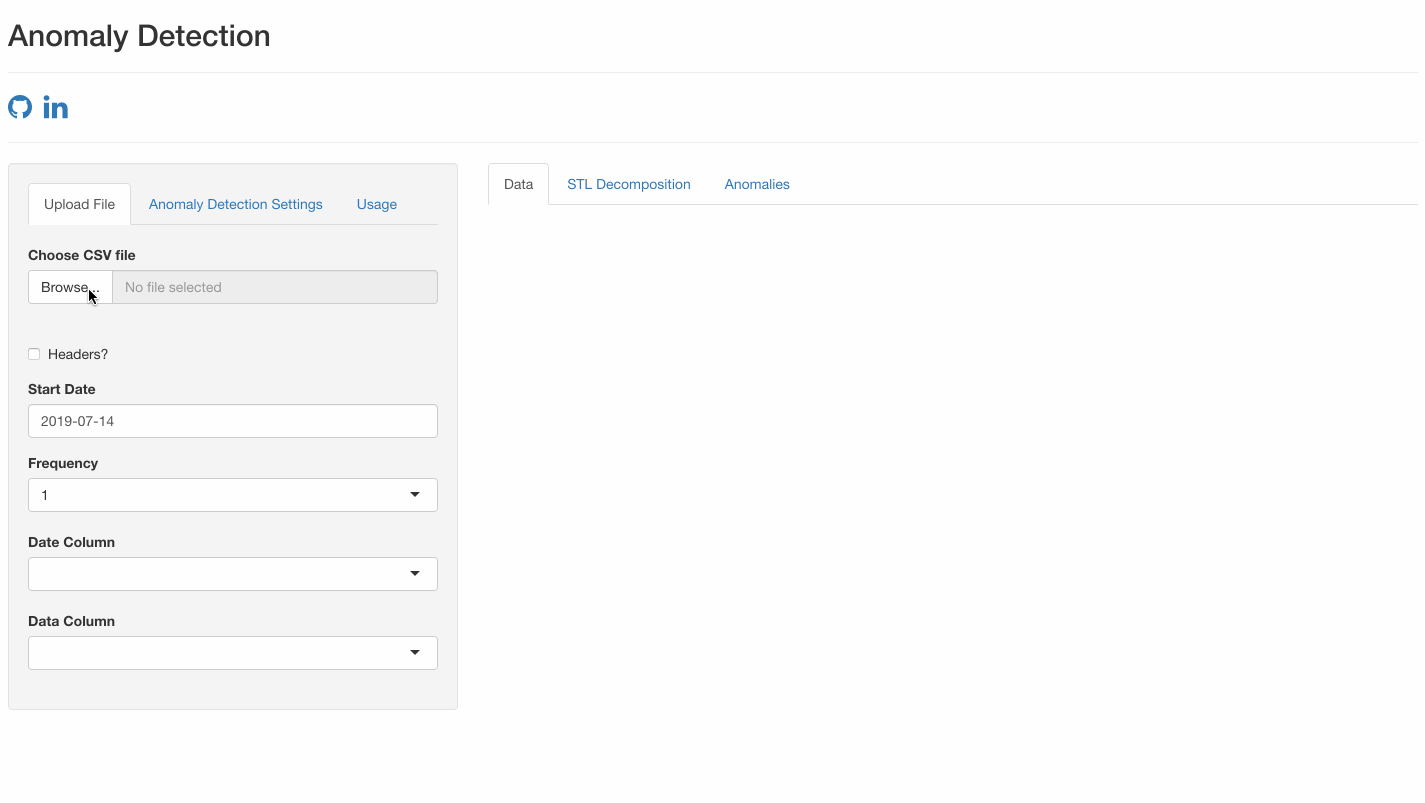 Anomaly Detection
Upload File
Anomaly Detection Settings
Usage
Choose CSV file
Browse...
No file selected
Headers?
Start Date
2019-07-14
Frequency
1
Date Column
Data Column
Data
STL Decomposition
Anomalies